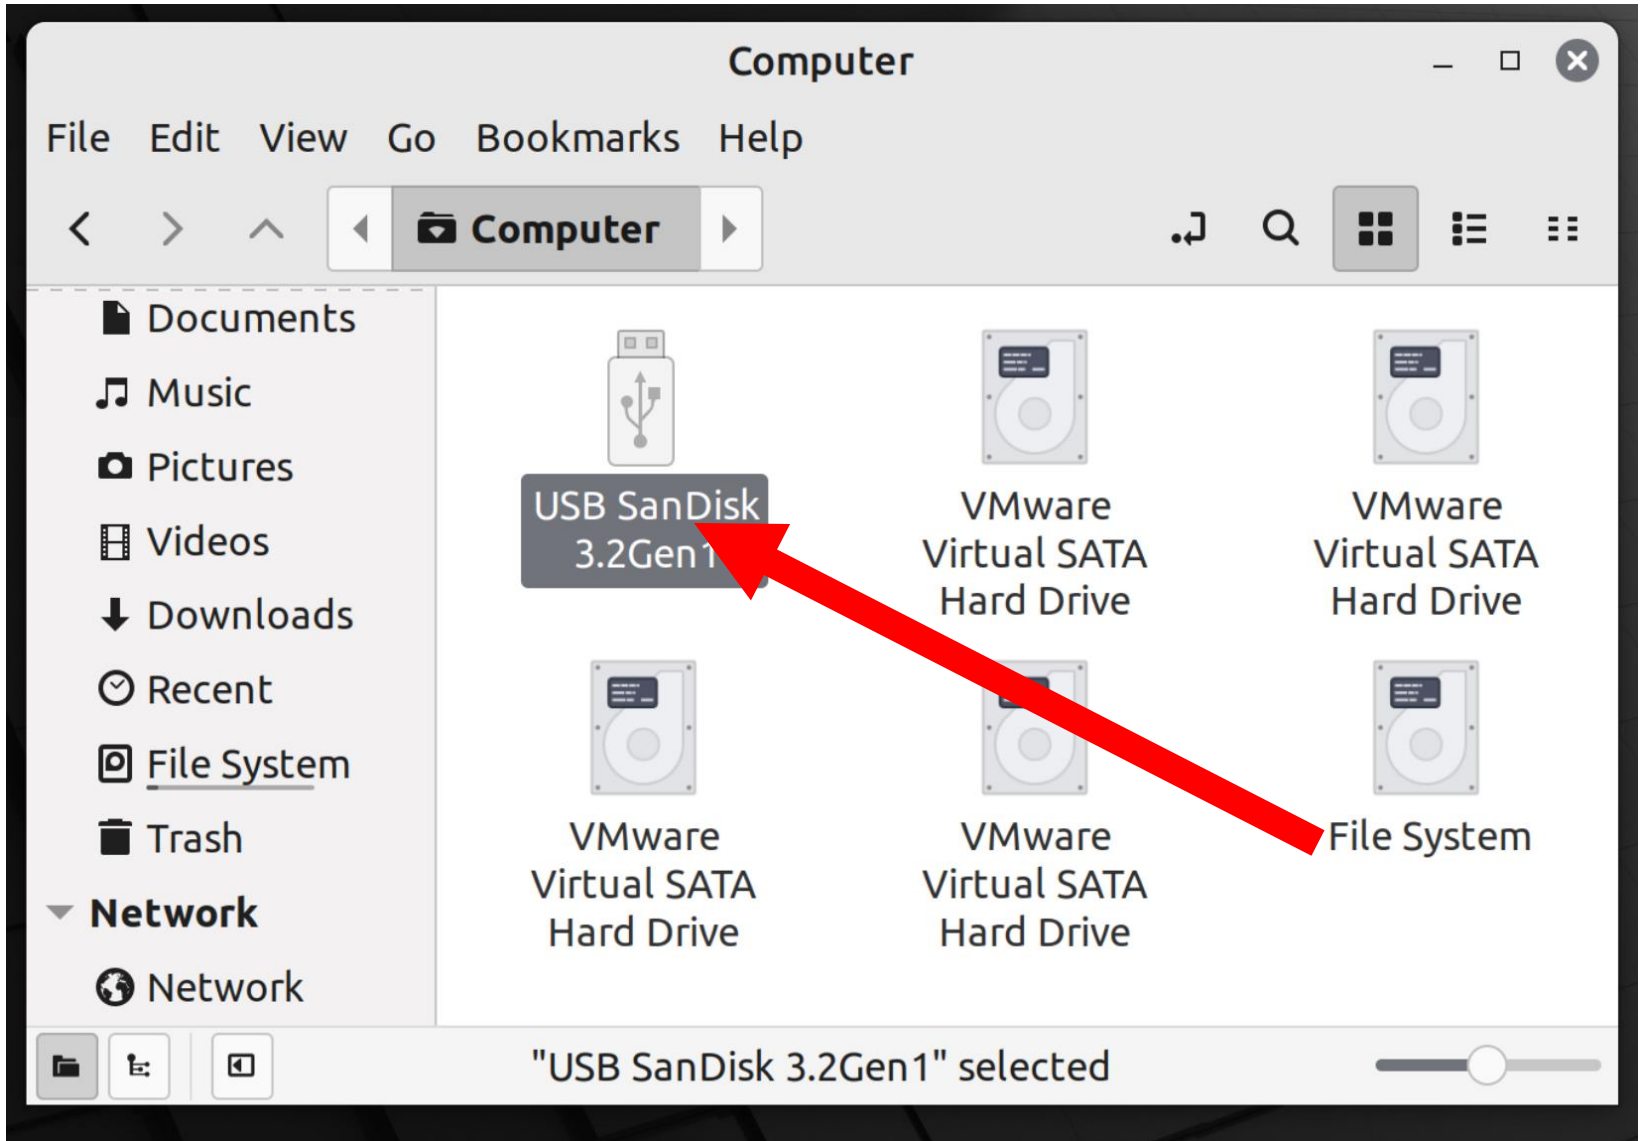 Computer
File Edit View Go Bookmarks Help
Computer
Documents
Music
Pictures
Videos
Downloads
Recent
File System
Trash
Network
Network
USB SanDisk
3.2Gen1
VMware
Virtual SATA
Hard Drive
VMware
Virtual SATA
Hard Drive
VMware
Virtual SATA
Hard Drive
VMware
Virtual SATA
Hard Drive
File System
"USB SanDisk 3.2Gen1" selected